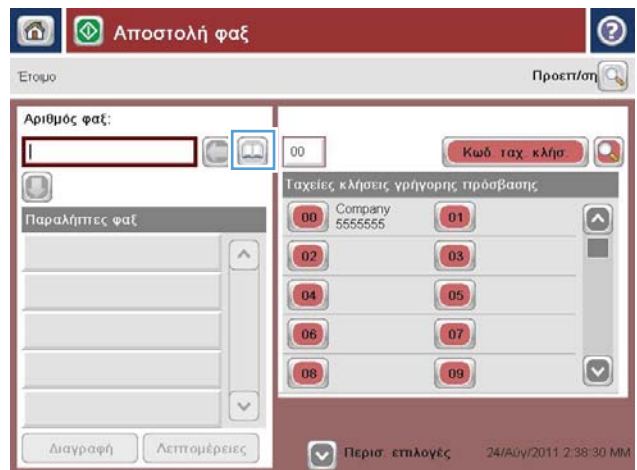 Αποστολή φαξ
Έτοιμο
Προεπ/ση
Αριθμός φαξ:
00
Κωδ. ταχ. κλήσ.
Ταχείες κλήσεις γρήγορης πρόσβασης
Παραλήπτες φαξ
00 Company 01
5555555
02 03
04 05
06 07
08 09
Διαγραφή Λεπτομέρειες
Περισ. επιλογές 24/Αύγ/2011 2:38:30 ΜΜ